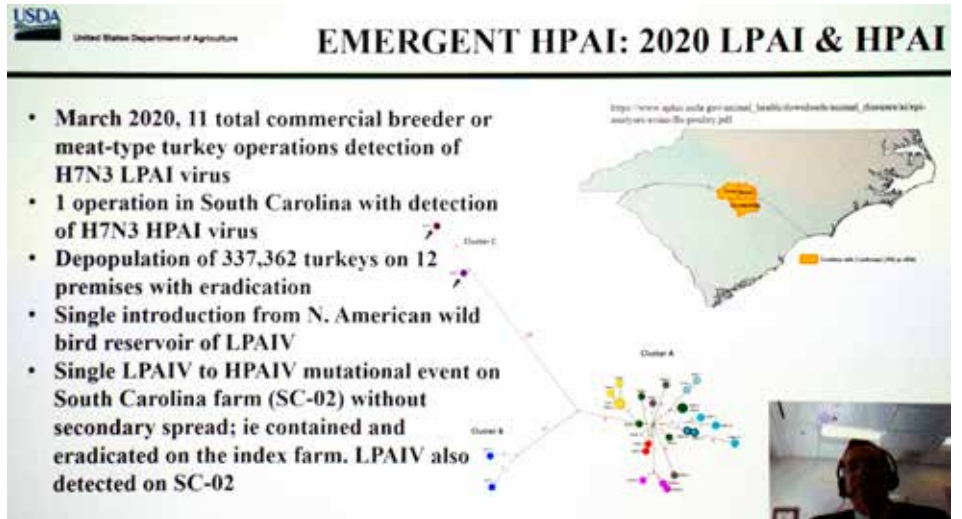 USDA
United States Department of Agriculture
EMERGENT HPAI: 2020 LPAI & HPAI
• March 2020, 11 total commercial breeder or
meat-type turkey operations detection of
H7N3 LPAI virus
• 1 operation in South Carolina with detection
of H7N3 HPAI virus
• Depopulation of 337,362 turkeys on 12
premises with eradication
• Single introduction from N. American wild
bird reservoir of LPAIV
• Single LPAIV to HPAIV mutational event on
South Carolina farm (SC-02) without
secondary spread; ie contained and
eradicated on the index farm. LPAIV also
detected on SC-02
Cluster C
Cluster A
Cluster B